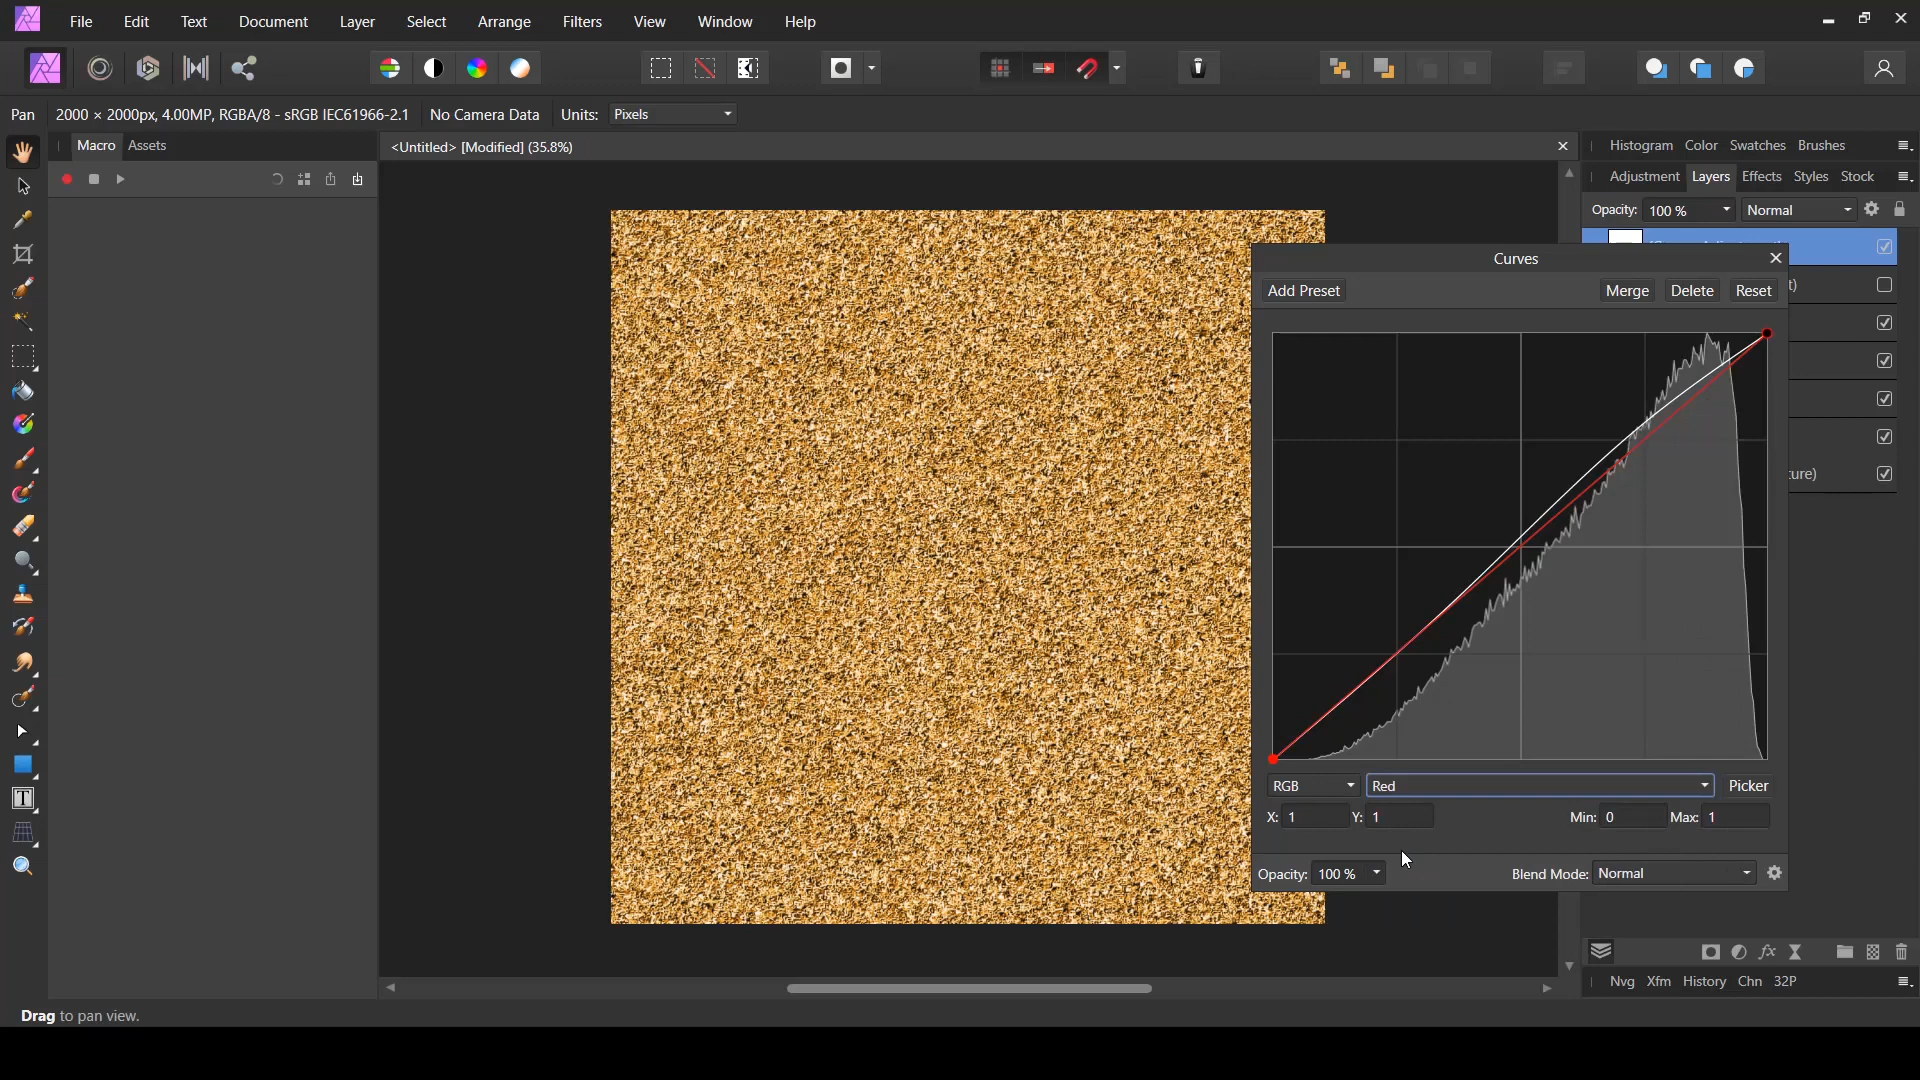 File Edit Text Document Layer Select Arrange Filters View Window Help
Pan 2000 × 2000px, 4.00MP, RGBA/8 - sRGB IEC61966-2.1 No Camera Data Units: Pixels
Macro Assets
<Untitled> [Modified] (35.8%)
Histogram Color Swatches Brushes
Adjustment Layers Effects Styles Stock
Opacity: 100 % Normal
Curves
Add Preset Merge Delete Reset
t)
ure)
RGB Red Picker
X: 1 Y: 1 Min: 0 Max: 1
Opacity: 100 % Blend Mode: Normal
fx
Nvg Xfm History Chn 32P
Drag to pan view.